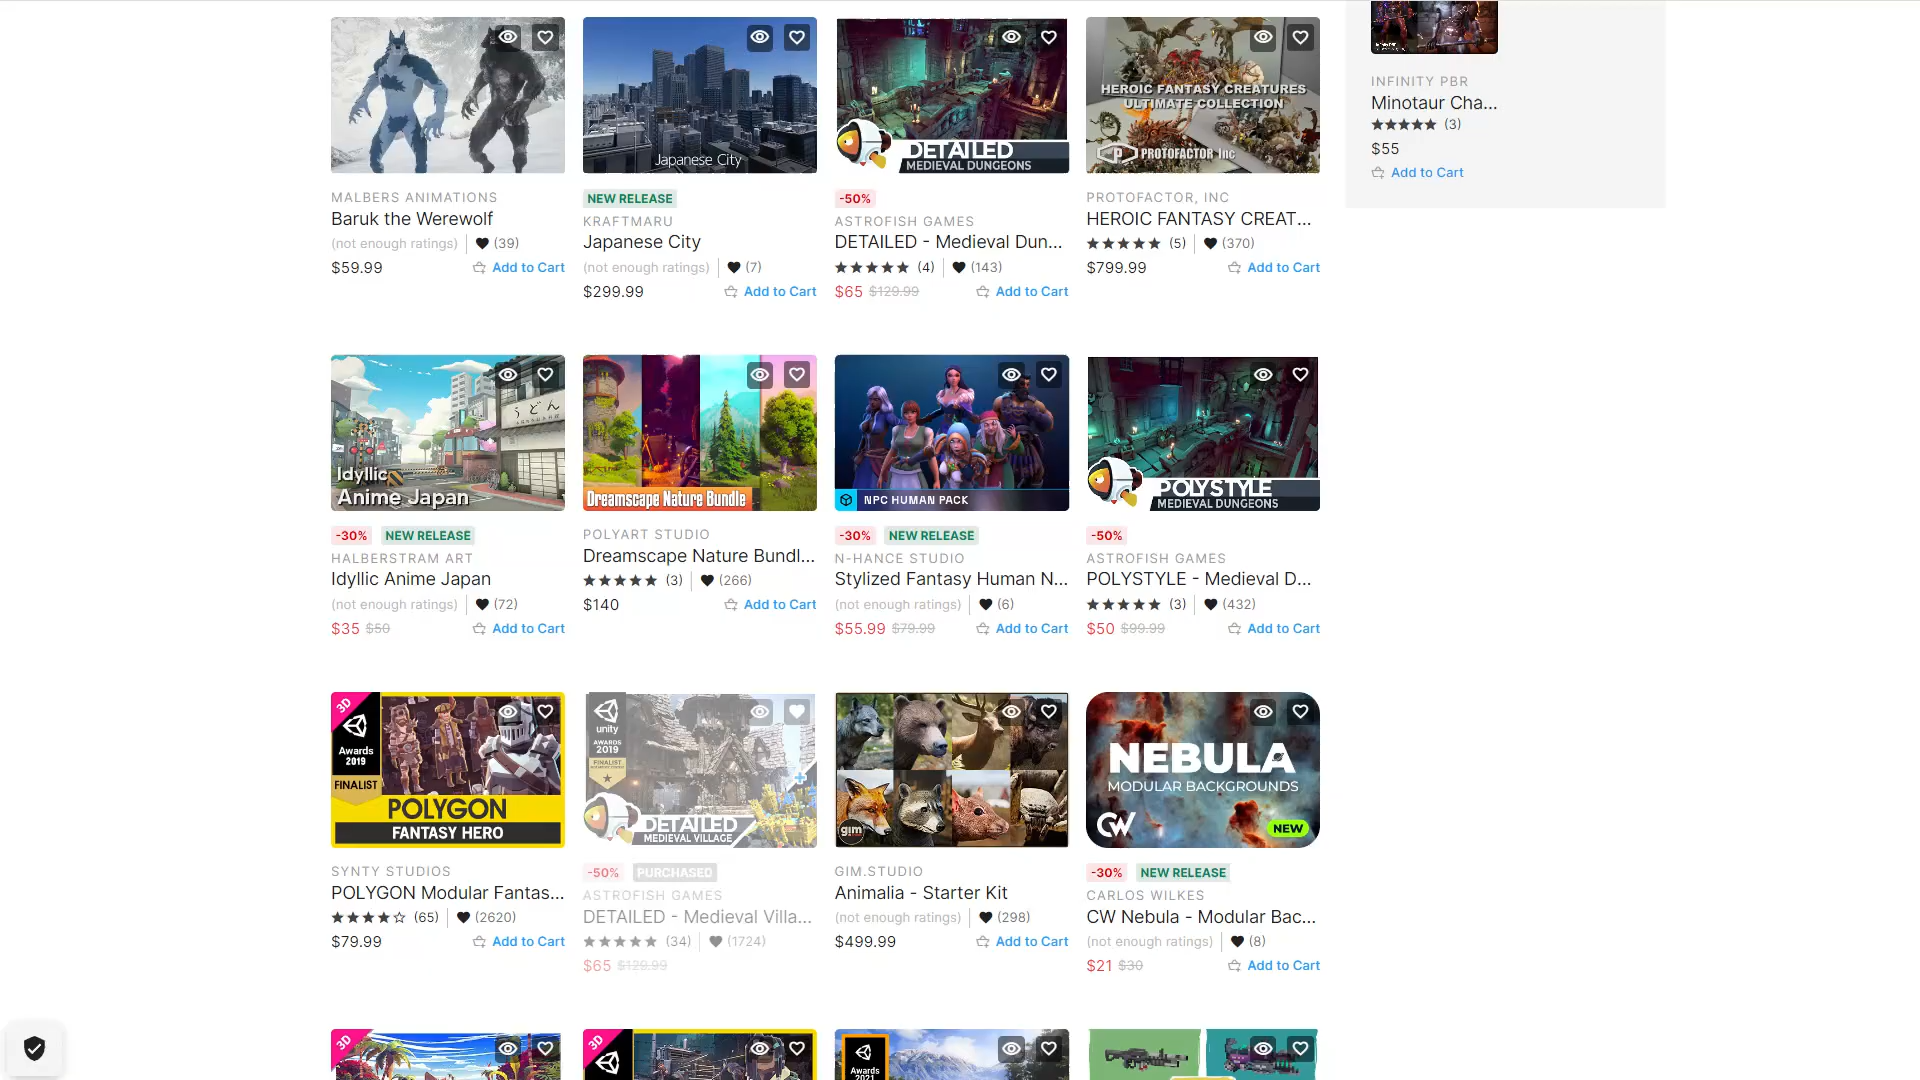 INFINITY PBR
Minotaur Cha...
(3)
$55
Add to Cart
Japanese City
DETAILED
MEDIEVAL DUNGEONS
HEROIC FANTASY CREATURES
ULTIMATE COLLECTION
PROTOFACTOR Inc
MALBERS ANIMATIONS
Baruk the Werewolf
(not enough ratings) (39)
$59.99 Add to Cart
NEW RELEASE
KRAFTMARU
Japanese City
(not enough ratings) (7)
$299.99 Add to Cart
-50%
ASTROFISH GAMES
DETAILED - Medieval Dun...
(4) (143)
$65 $129.99 Add to Cart
PROTOFACTOR, INC
HEROIC FANTASY CREAT...
(5) (370)
$799.99 Add to Cart
うどん
Idyllic
Anime Japan
Dreamscape Nature Bundle
NPC HUMAN PACK
POLYSTYLE
MEDIEVAL DUNGEONS
-30% NEW RELEASE
HALBERSTRAM ART
Idyllic Anime Japan
(not enough ratings) (72)
$35 $50 Add to Cart
POLYART STUDIO
Dreamscape Nature Bundl...
(3) (266)
$140 Add to Cart
-30% NEW RELEASE
N-HANCE STUDIO
Stylized Fantasy Human N...
(not enough ratings) (6)
$55.99 $79.99 Add to Cart
-50%
ASTROFISH GAMES
POLYSTYLE - Medieval D...
(3) (432)
$50 $99.99 Add to Cart
3D
Awards
2019
FINALIST
POLYGON
FANTASY HERO
unity
AWARDS
2019
FINALIST
DETAILED
MEDIEVAL VILLAGE
gim
NEBULA
MODULAR BACKGROUNDS
CW
NEW
SYNTY STUDIOS
POLYGON Modular Fantas...
(65) (2620)
$79.99 Add to Cart
-50% PURCHASED
ASTROFISH GAMES
DETAILED - Medieval Villa...
(34) (1724)
$65 $129.99
GIM.STUDIO
Animalia - Starter Kit
(not enough ratings) (298)
$499.99 Add to Cart
-30% NEW RELEASE
CARLOS WILKES
CW Nebula - Modular Bac...
(not enough ratings) (8)
$21 $30 Add to Cart
3D
3D
Awards
2021